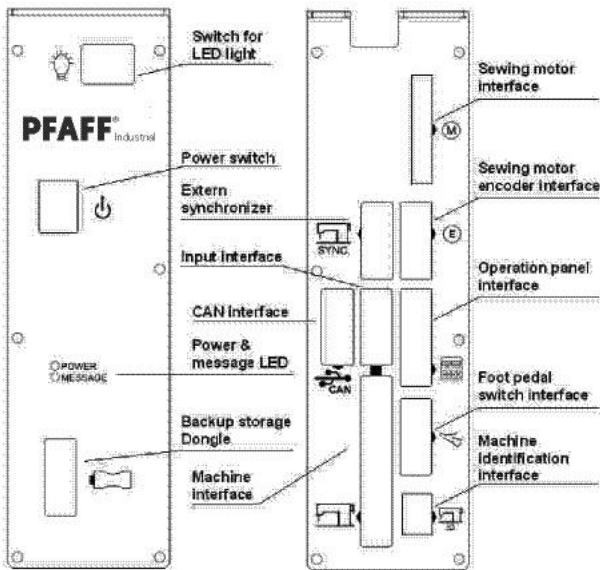 Switch for
LED light
PFAFF®
Industrial
Power switch
Extern
synchronizer
Input interface
CAN interface
Power &
message LED
POWER
MESSAGE
Backup storage
Dongle
Machine
interface
Sewing motor
interface
M
Sewing motor
encoder interface
E
SYNC.
Operation panel
interface
CAN
Foot pedal
switch interface
Machine
identification
interface
ID